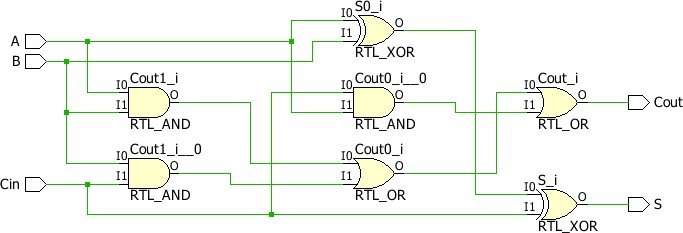 S0_i
I0 O
I1
RTL_XOR
A
B
Cout1_i
I0 O
I1
RTL_AND
Cout0_i__0
I0 O
I1
RTL_AND
Cout_i
I0 O
I1
RTL_OR
Cout
Cout1_i__0
I0 O
I1
RTL_AND
Cout0_i
I0 O
I1
RTL_OR
Cin
S_i
I0 O
I1
RTL_XOR
S